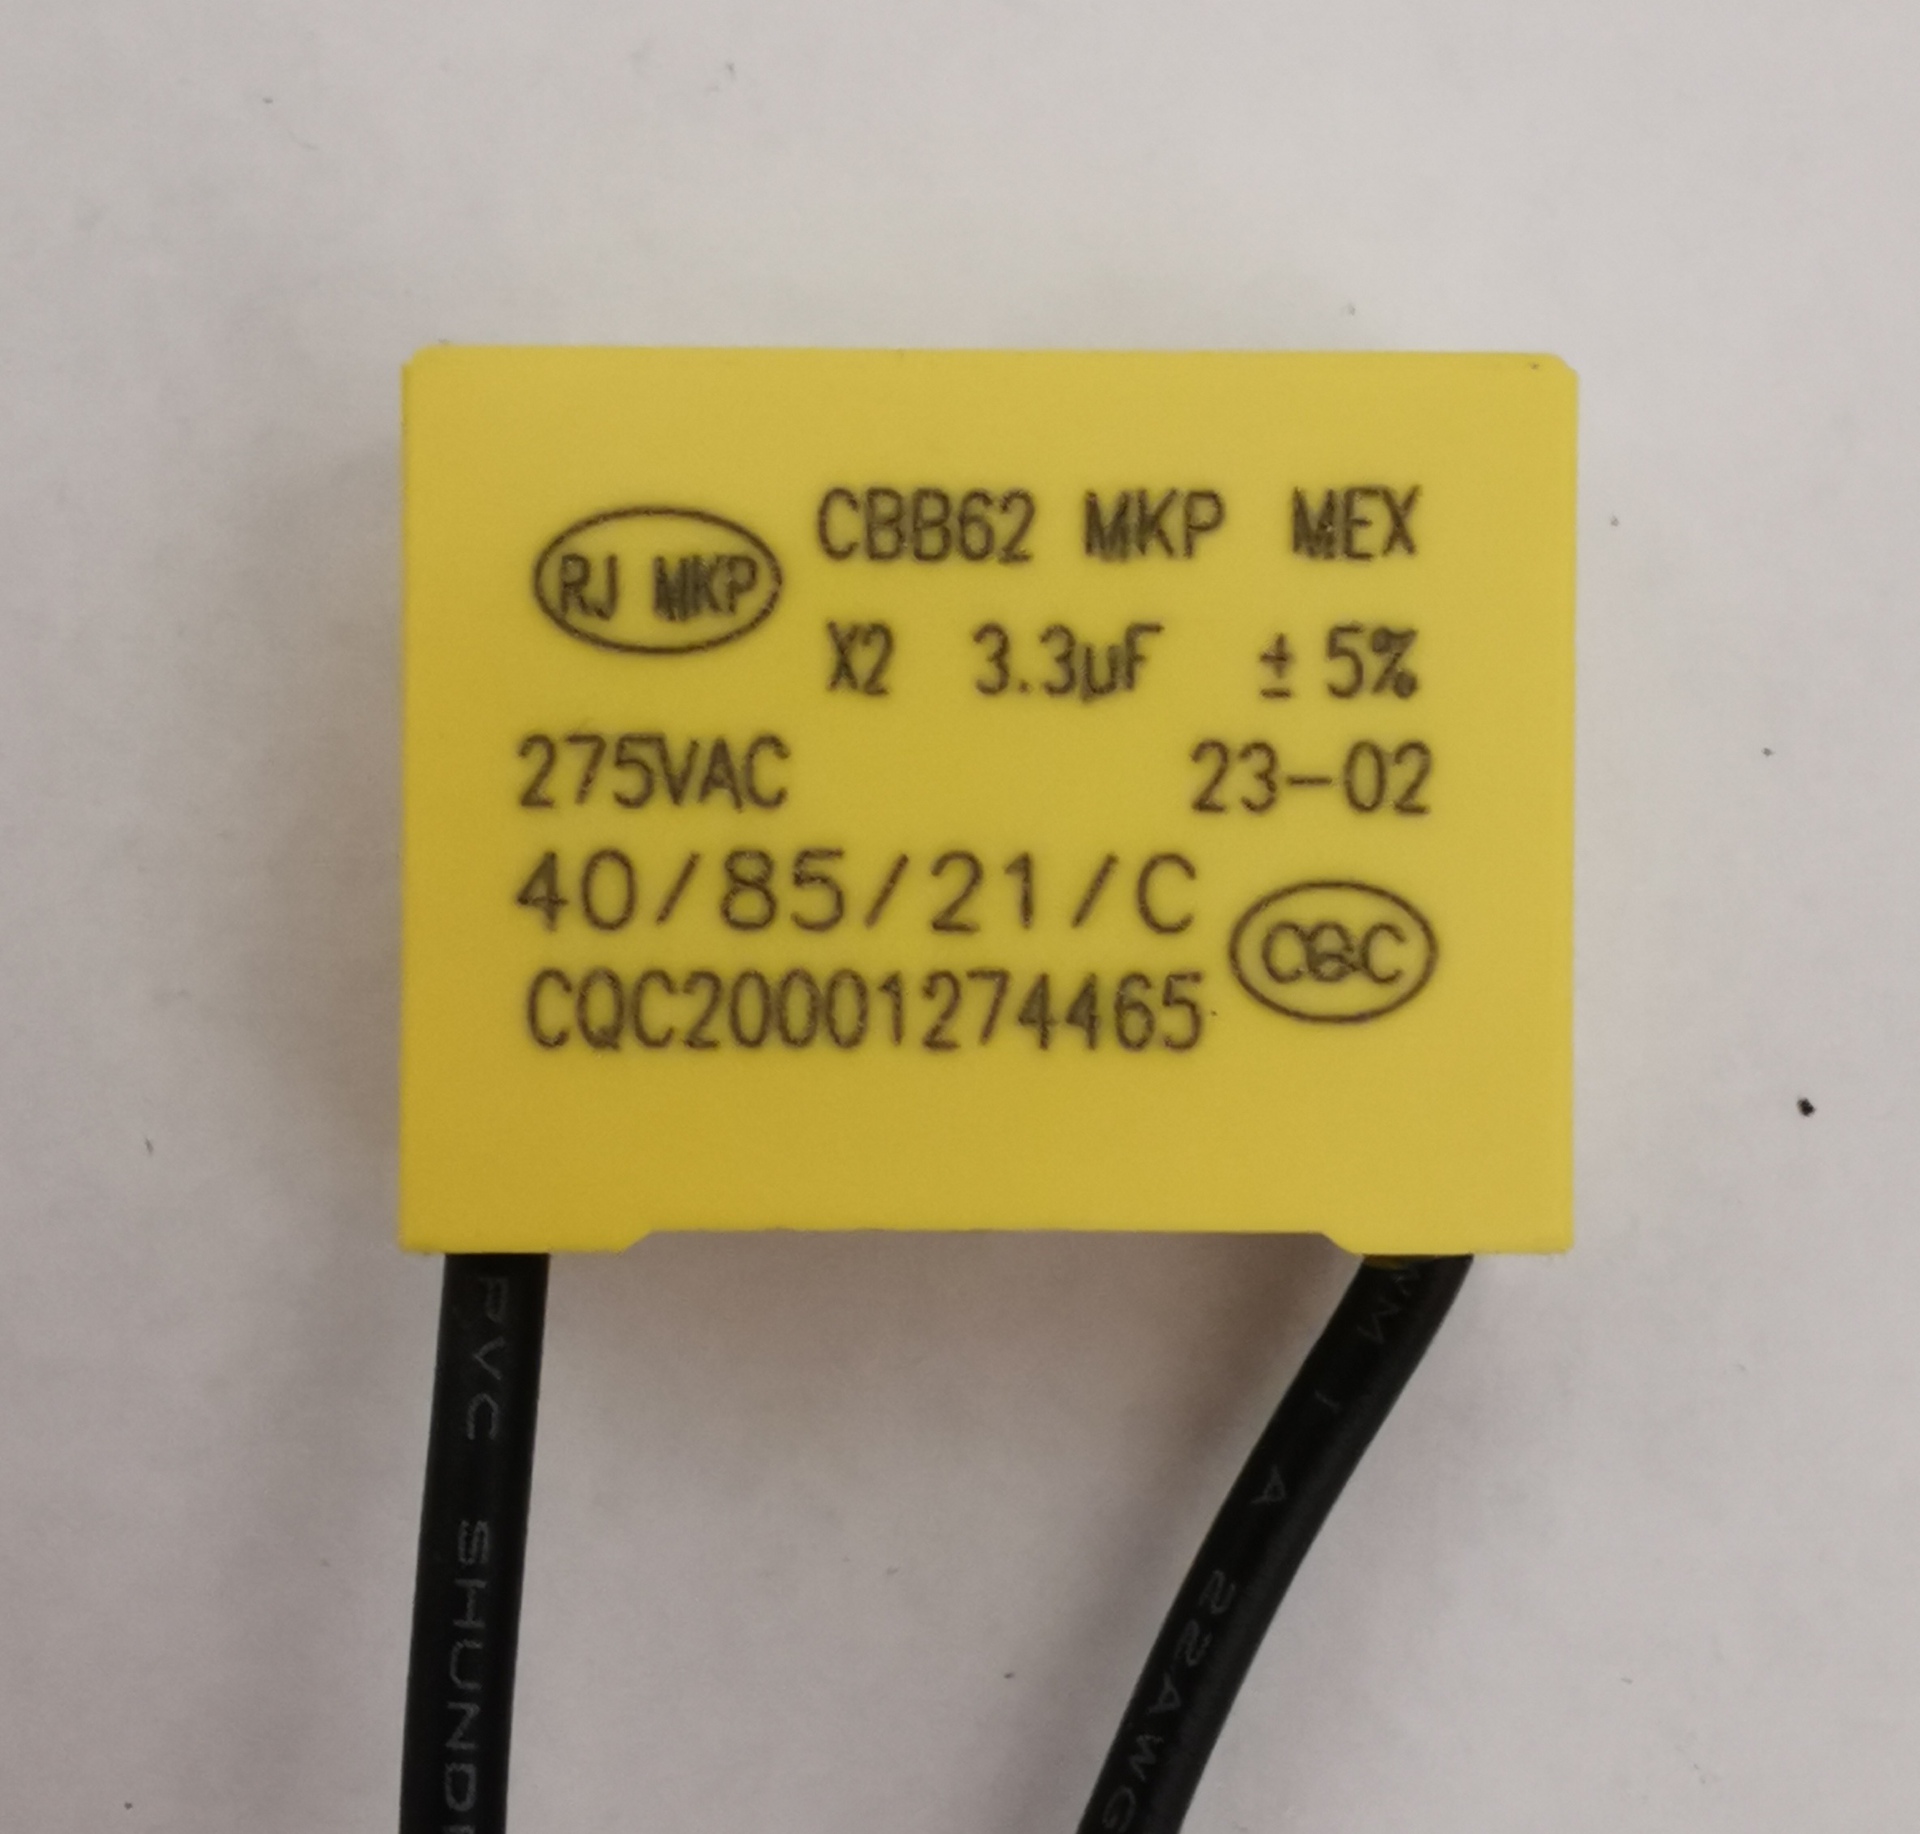 RJ MKP
CBB62 MKP MEX
X2 3.3µF ± 5%
275VAC 23-02
40/85/21/C
CQC
CQC20001274465
PVC SHUNDI
22AWG